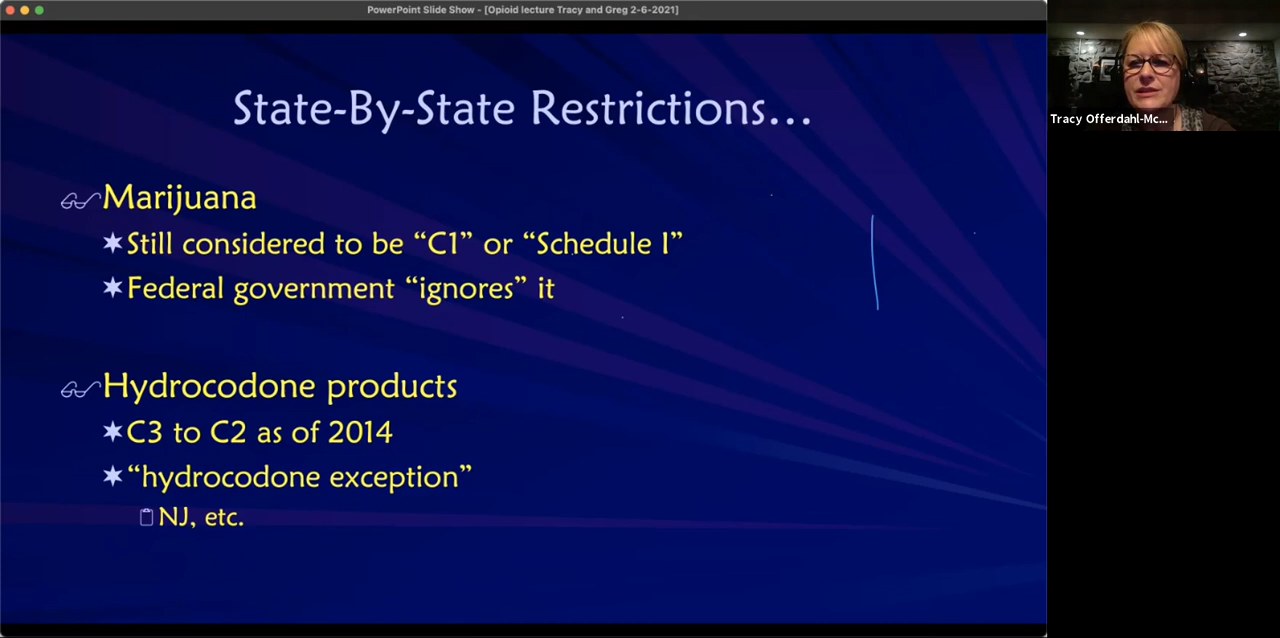 PowerPoint Slide Show - [Opioid lecture Tracy and Greg 2-6-2021]
State-By-State Restrictions...
Marijuana
Still considered to be “C1” or “Schedule I”
Federal government “ignores” it
Hydrocodone products
C3 to C2 as of 2014
“hydrocodone exception”
NJ, etc.
Tracy Offerdahl-Mc...